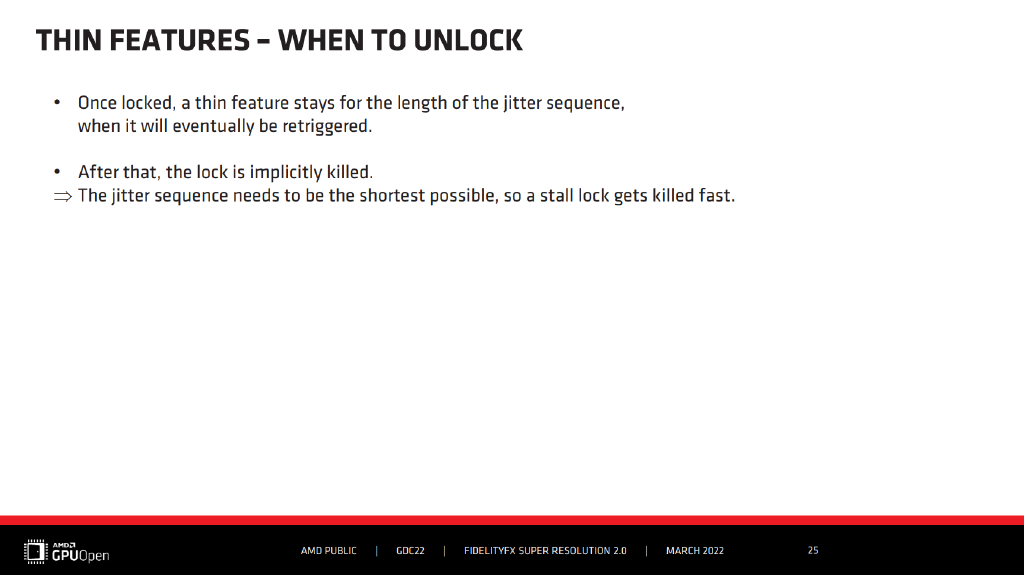 THIN FEATURES – WHEN TO UNLOCK
• Once locked, a thin feature stays for the length of the jitter sequence,
when it will eventually be retriggered.
• After that, the lock is implicitly killed.
⇒ The jitter sequence needs to be the shortest possible, so a stall lock gets killed fast.
AMD
GPUOpen
AMD PUBLIC | GDC22 | FIDELITYFX SUPER RESOLUTION 2.0 | MARCH 2022 25